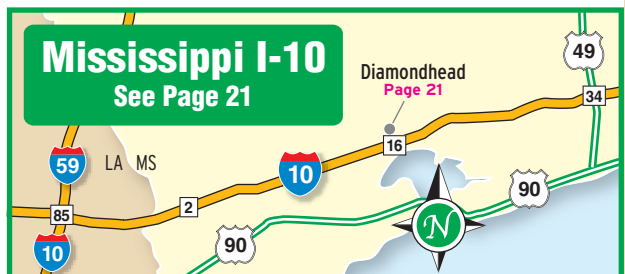 Mississippi I-10
See Page 21
49
Diamondhead
Page 21
34
16
59
LA MS
10
90
2
85
N
90
10